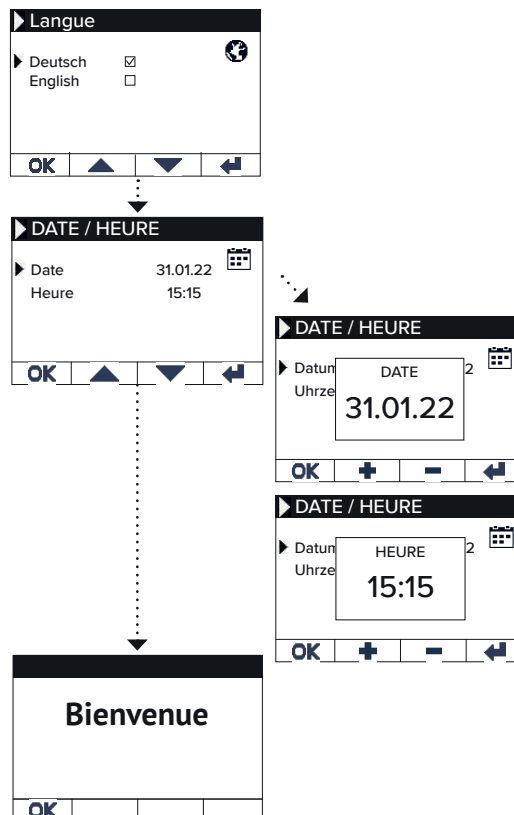 Langue
Deutsch ☑
English ☐
OK
DATE / HEURE
Date 31.01.22
Heure 15:15
OK
DATE / HEURE
Datum 2
Uhrze
DATE
31.01.22
OK + −
DATE / HEURE
Datum 2
Uhrze
HEURE
15:15
OK + −
Bienvenue
OK